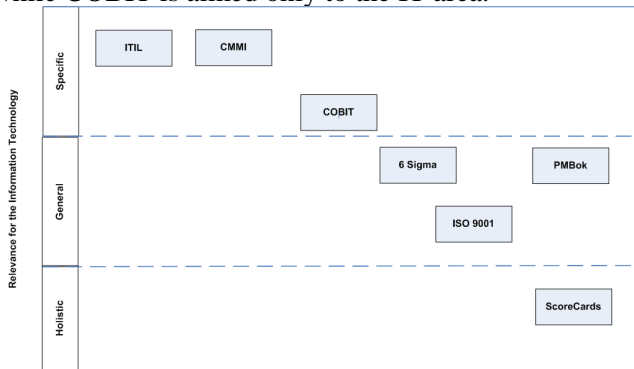 while COBIT is aimed only to the IT area.
ITIL
CMMI
COBIT
6 Sigma
PMBok
ISO 9001
ScoreCards
Specific
General
Holistic
Relevance for the Information Technology